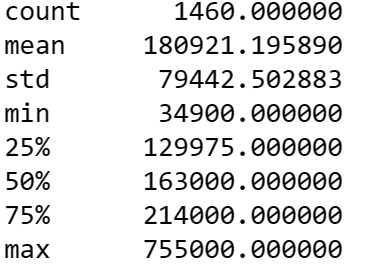 count 1460.000000
mean 180921.195890
std 79442.502883
min 34900.000000
25% 129975.000000
50% 163000.000000
75% 214000.000000
max 755000.000000